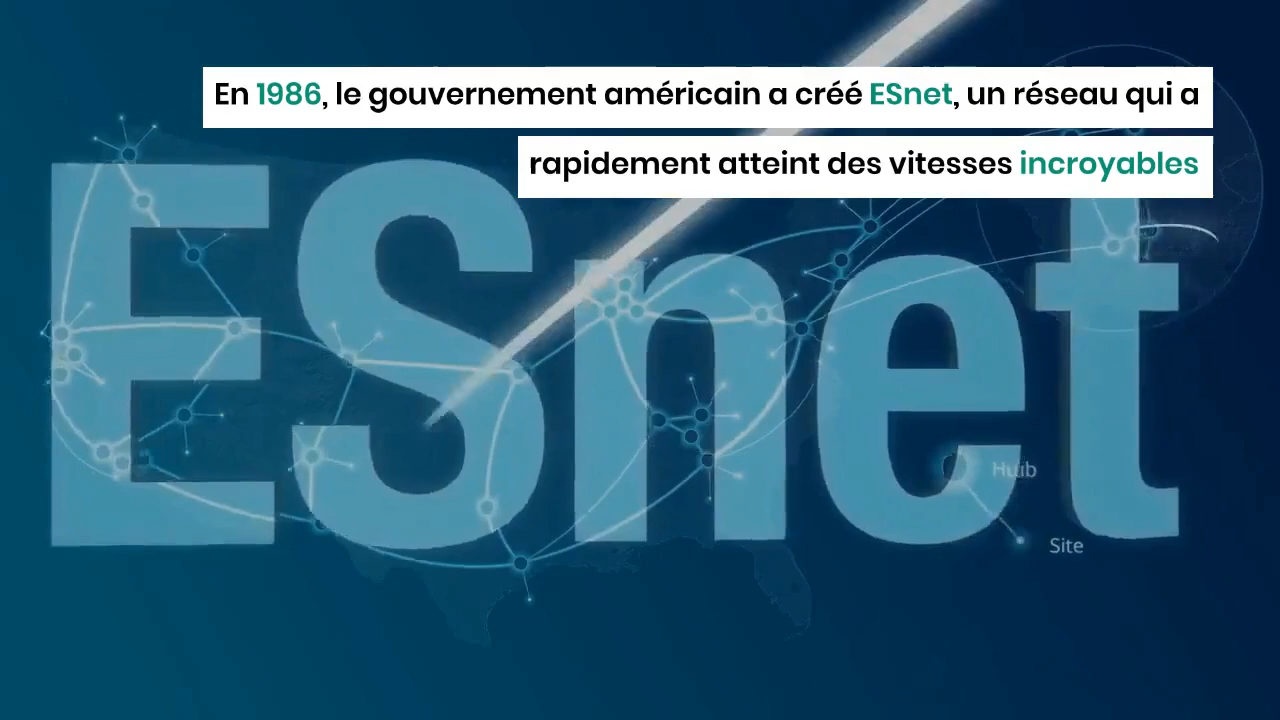 En 1986, le gouvernement américain a créé ESnet, un réseau qui a
rapidement atteint des vitesses incroyables
ESnet
Hub
Site